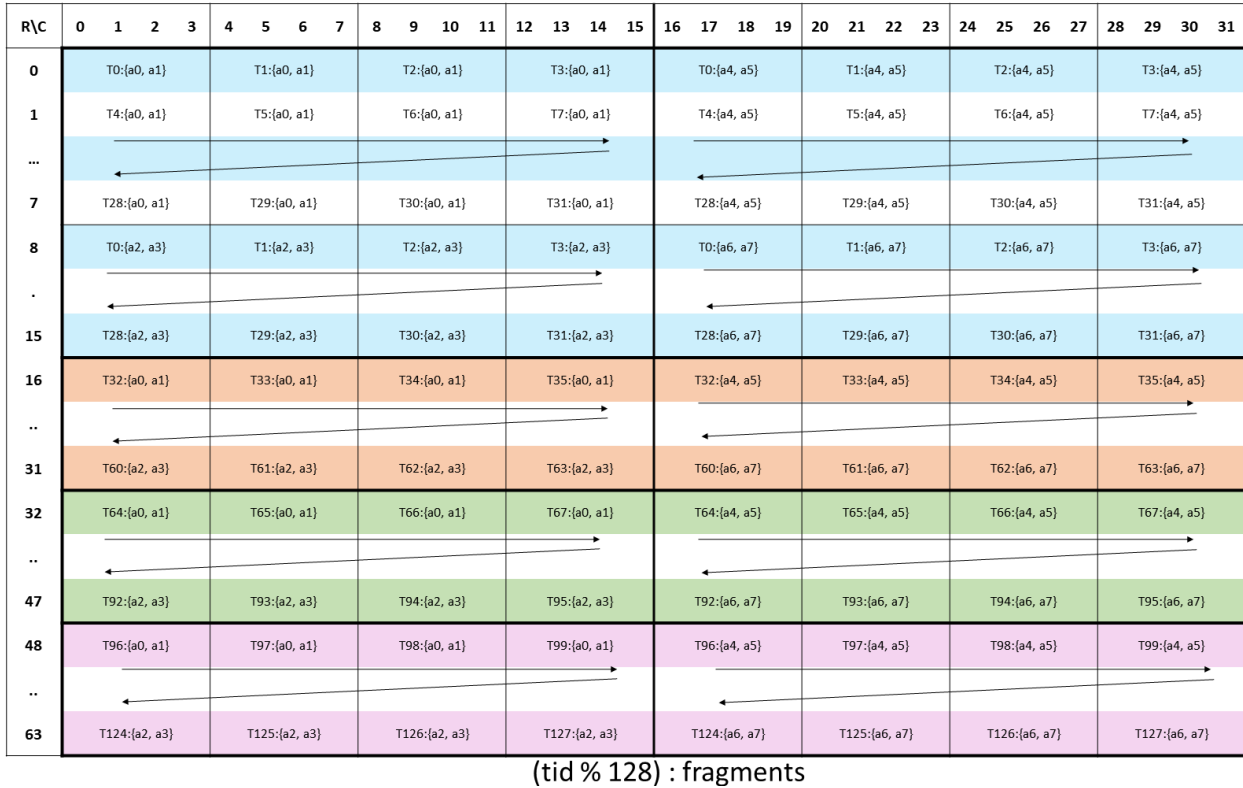 R\C 0 1 2 3 4 5 6 7 8 9 10 11 12 13 14 15 16 17 18 19 20 21 22 23 24 25 26 27 28 29 30 31
0 T0:{a0, a1} T1:{a0, a1} T2:{a0, a1} T3:{a0, a1} T0:{a4, a5} T1:{a4, a5} T2:{a4, a5} T3:{a4, a5}
1 T4:{a0, a1} T5:{a0, a1} T6:{a0, a1} T7:{a0, a1} T4:{a4, a5} T5:{a4, a5} T6:{a4, a5} T7:{a4, a5}
...
7 T28:{a0, a1} T29:{a0, a1} T30:{a0, a1} T31:{a0, a1} T28:{a4, a5} T29:{a4, a5} T30:{a4, a5} T31:{a4, a5}
8 T0:{a2, a3} T1:{a2, a3} T2:{a2, a3} T3:{a2, a3} T0:{a6, a7} T1:{a6, a7} T2:{a6, a7} T3:{a6, a7}
.
15 T28:{a2, a3} T29:{a2, a3} T30:{a2, a3} T31:{a2, a3} T28:{a6, a7} T29:{a6, a7} T30:{a6, a7} T31:{a6, a7}
16 T32:{a0, a1} T33:{a0, a1} T34:{a0, a1} T35:{a0, a1} T32:{a4, a5} T33:{a4, a5} T34:{a4, a5} T35:{a4, a5}
..
31 T60:{a2, a3} T61:{a2, a3} T62:{a2, a3} T63:{a2, a3} T60:{a6, a7} T61:{a6, a7} T62:{a6, a7} T63:{a6, a7}
32 T64:{a0, a1} T65:{a0, a1} T66:{a0, a1} T67:{a0, a1} T64:{a4, a5} T65:{a4, a5} T66:{a4, a5} T67:{a4, a5}
..
47 T92:{a2, a3} T93:{a2, a3} T94:{a2, a3} T95:{a2, a3} T92:{a6, a7} T93:{a6, a7} T94:{a6, a7} T95:{a6, a7}
48 T96:{a0, a1} T97:{a0, a1} T98:{a0, a1} T99:{a0, a1} T96:{a4, a5} T97:{a4, a5} T98:{a4, a5} T99:{a4, a5}
..
63 T124:{a2, a3} T125:{a2, a3} T126:{a2, a3} T127:{a2, a3} T124:{a6, a7} T125:{a6, a7} T126:{a6, a7} T127:{a6, a7}
(tid % 128) : fragments